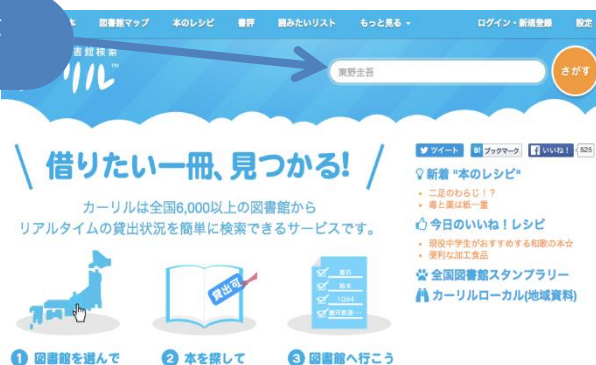 図書館マップ 本のレシピ 書評 読みたいリスト もっと見る ログイン・新規登録 設定
書館検索
ーリル™
東野圭吾 さがす
ツイート B! ブックマーク いいね! 525
借りたい一冊、見つかる!
カーリルは全国6,000以上の図書館から
リアルタイムの貸出状況を簡単に検索できるサービスです。
新着 "本のレシピ"
二足のわらじ!?
毒と薬は紙一重
今日のいいね!レシピ
現役中学生がおすすめする和歌の本☆
便利な加工食品
全国図書館スタンプラリー
カーリルローカル(地域資料)
貸出可
絵本
1Q84
1 図書館を選んで
2 本を探して
3 図書館へ行こう